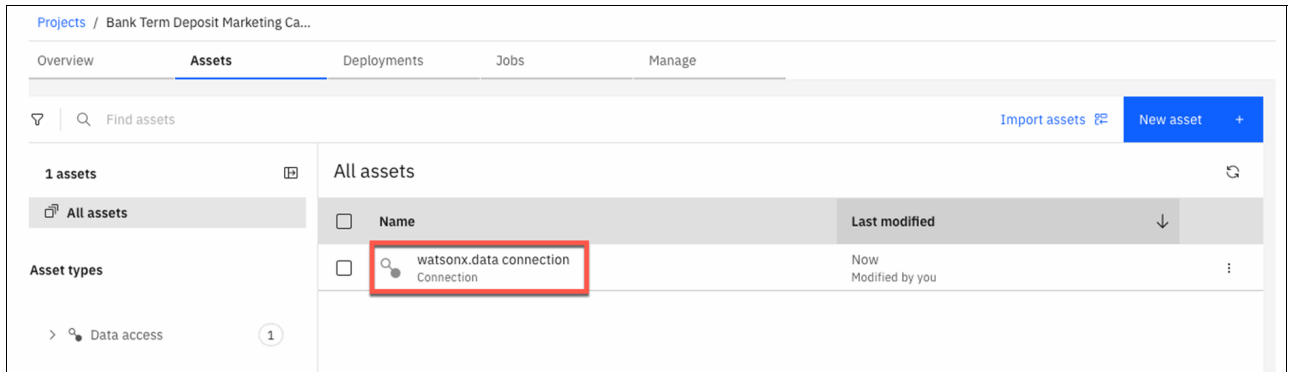 Projects / Bank Term Deposit Marketing Ca...
Overview Assets Deployments Jobs Manage
Find assets Import assets New asset +
1 assets
All assets
All assets
Name Last modified
watsonx.data connection Now
Connection Modified by you
Asset types
Data access 1